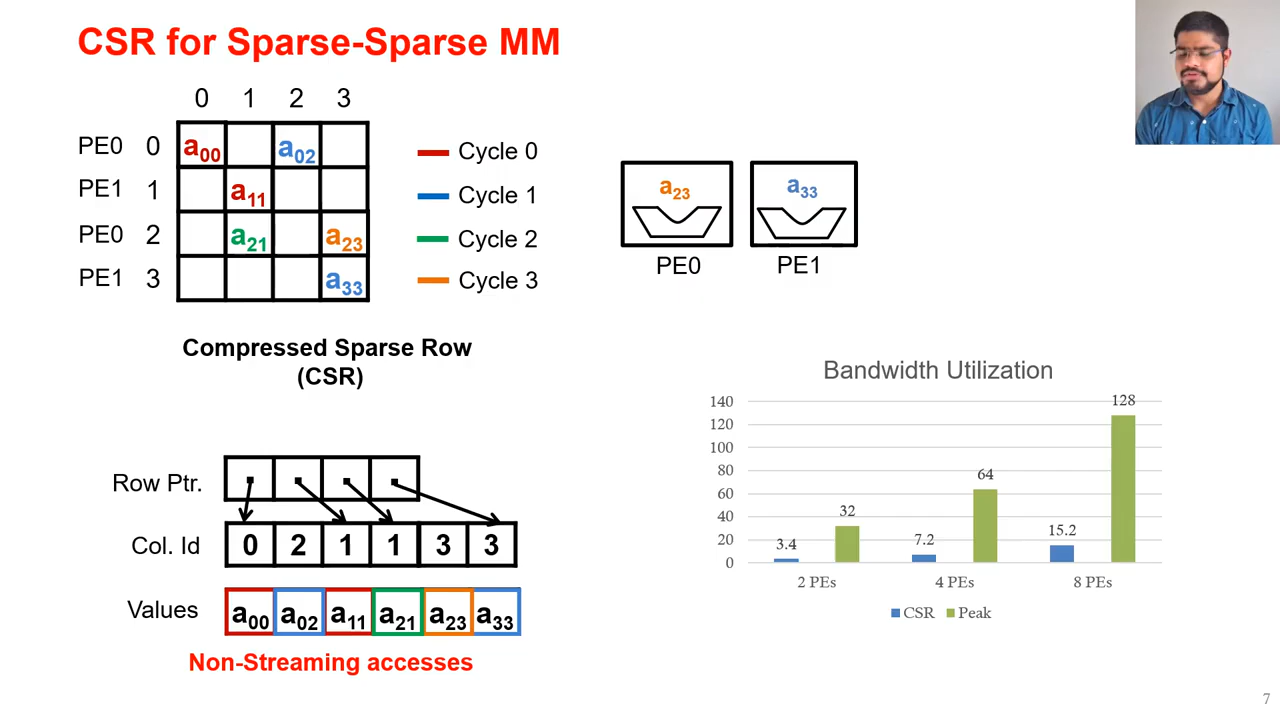 CSR for Sparse-Sparse MM
0 1 2 3
PE0 0 a00 a02
PE1 1 a11
PE0 2 a21 a23
PE1 3 a33
Cycle 0
Cycle 1
Cycle 2
Cycle 3
a23 a33
PE0 PE1
Compressed Sparse Row
(CSR)
Row Ptr.
Col. Id 0 2 1 1 3 3
Values a00 a02 a11 a21 a23 a33
Non-Streaming accesses
Bandwidth Utilization
140
120
100
80
60
40
20
0
3.4 32 7.2 64 15.2 128
2 PEs 4 PEs 8 PEs
CSR Peak
7